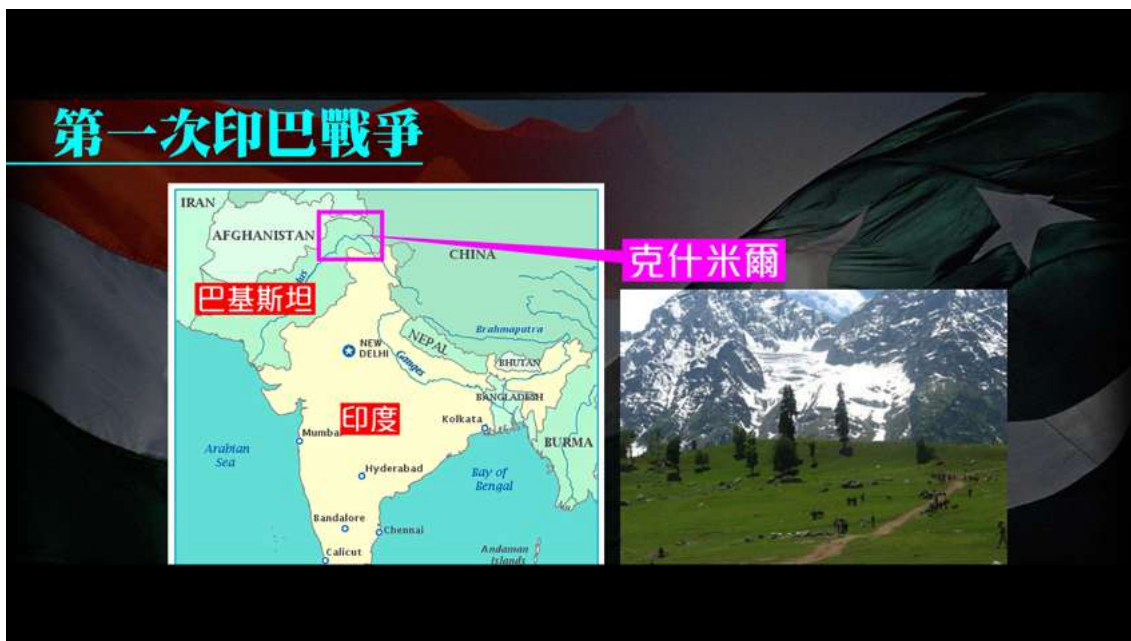 第一次印巴戰爭
IRAN
AFGHANISTAN
CHINA
克什米爾
巴基斯坦
NEPAL
Brahmaputra
NEW
DELHI
Ganges
BHUTAN
BANGLADESH
印度
Kolkata
Mumbai
BURMA
Arabian
Sea
Hyderabad
Bay of
Bengal
Bandalore
Chennai
Calicut
Andaman
Islands